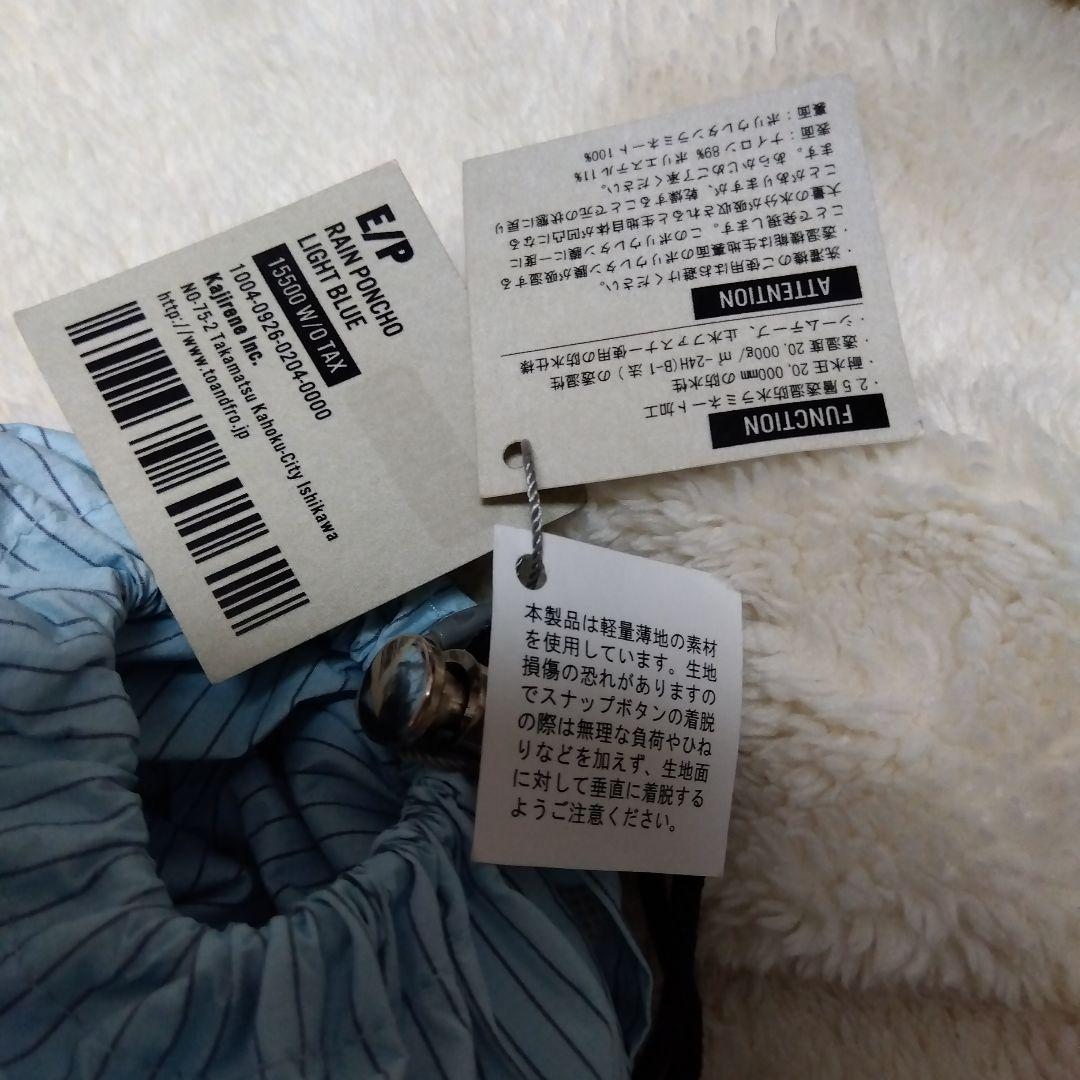 E/P
RAIN PONCHO
LIGHT BLUE
15500 W/O TAX
1004-0926-0204-0000
Kajirene Inc.
NO-75-2 Takamatsu Kahoku-City Ishikawa
http://www.toandfro.jp
FUNCTION
・2.5層透湿防水ラミネート加工
・耐水圧20,000mmの防水性
・透湿度20,000g/㎡-24H(B-1法)の透湿性
・シームテープ、止水ファスナー使用の防水仕様
ATTENTION
・洗濯機のご使用はお避けください。
・透湿機能は生地裏面のポリウレタン膜が吸湿する
ことで発現します。このポリウレタン膜に一度に
大量の水分が吸収されると生地自体が凹凸になる
ことがありますが、乾燥することで元の状態に戻り
ます。あらかじめご了承ください。
表面：ナイロン89% ポリエステル11%
裏面：ポリウレタンラミネート100%
本製品は軽量薄地の素材
を使用しています。生地
損傷の恐れがありますの
でスナップボタンの着脱
の際は無理な負荷やひね
りなどを加えず、生地面
に対して垂直に着脱する
ようご注意ください。